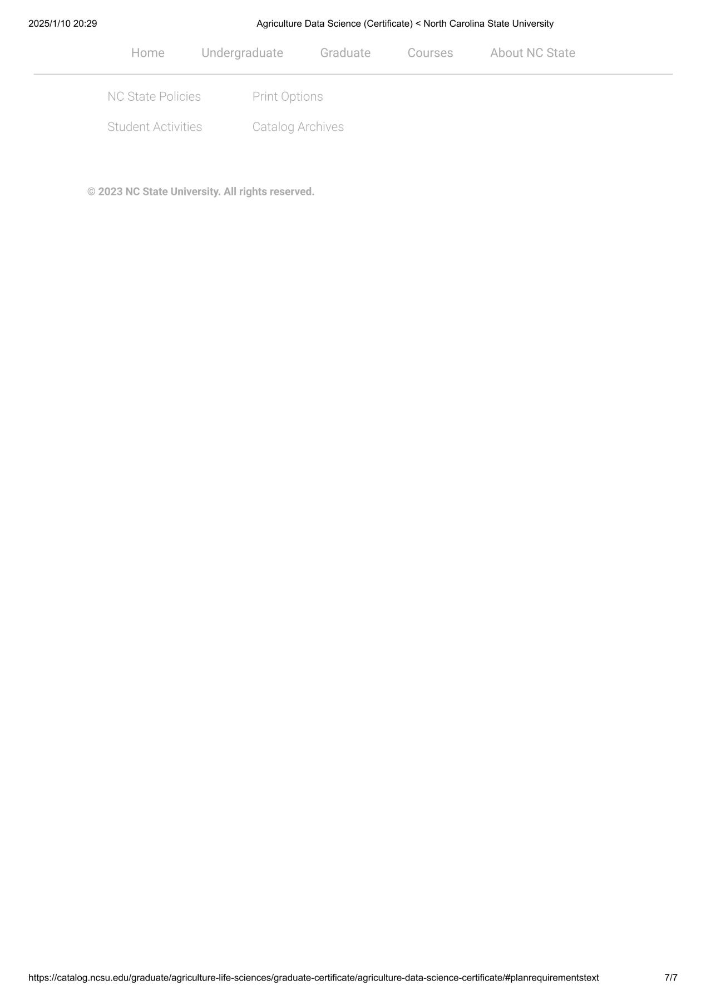 2025/1/10 20:29 Agriculture Data Science (Certificate) < North Carolina State University
Home Undergraduate Graduate Courses About NC State
NC State Policies Print Options
Student Activities Catalog Archives
© 2023 NC State University. All rights reserved.
https://catalog.ncsu.edu/graduate/agriculture-life-sciences/graduate-certificate/agriculture-data-science-certificate/#planrequirementstext 7/7